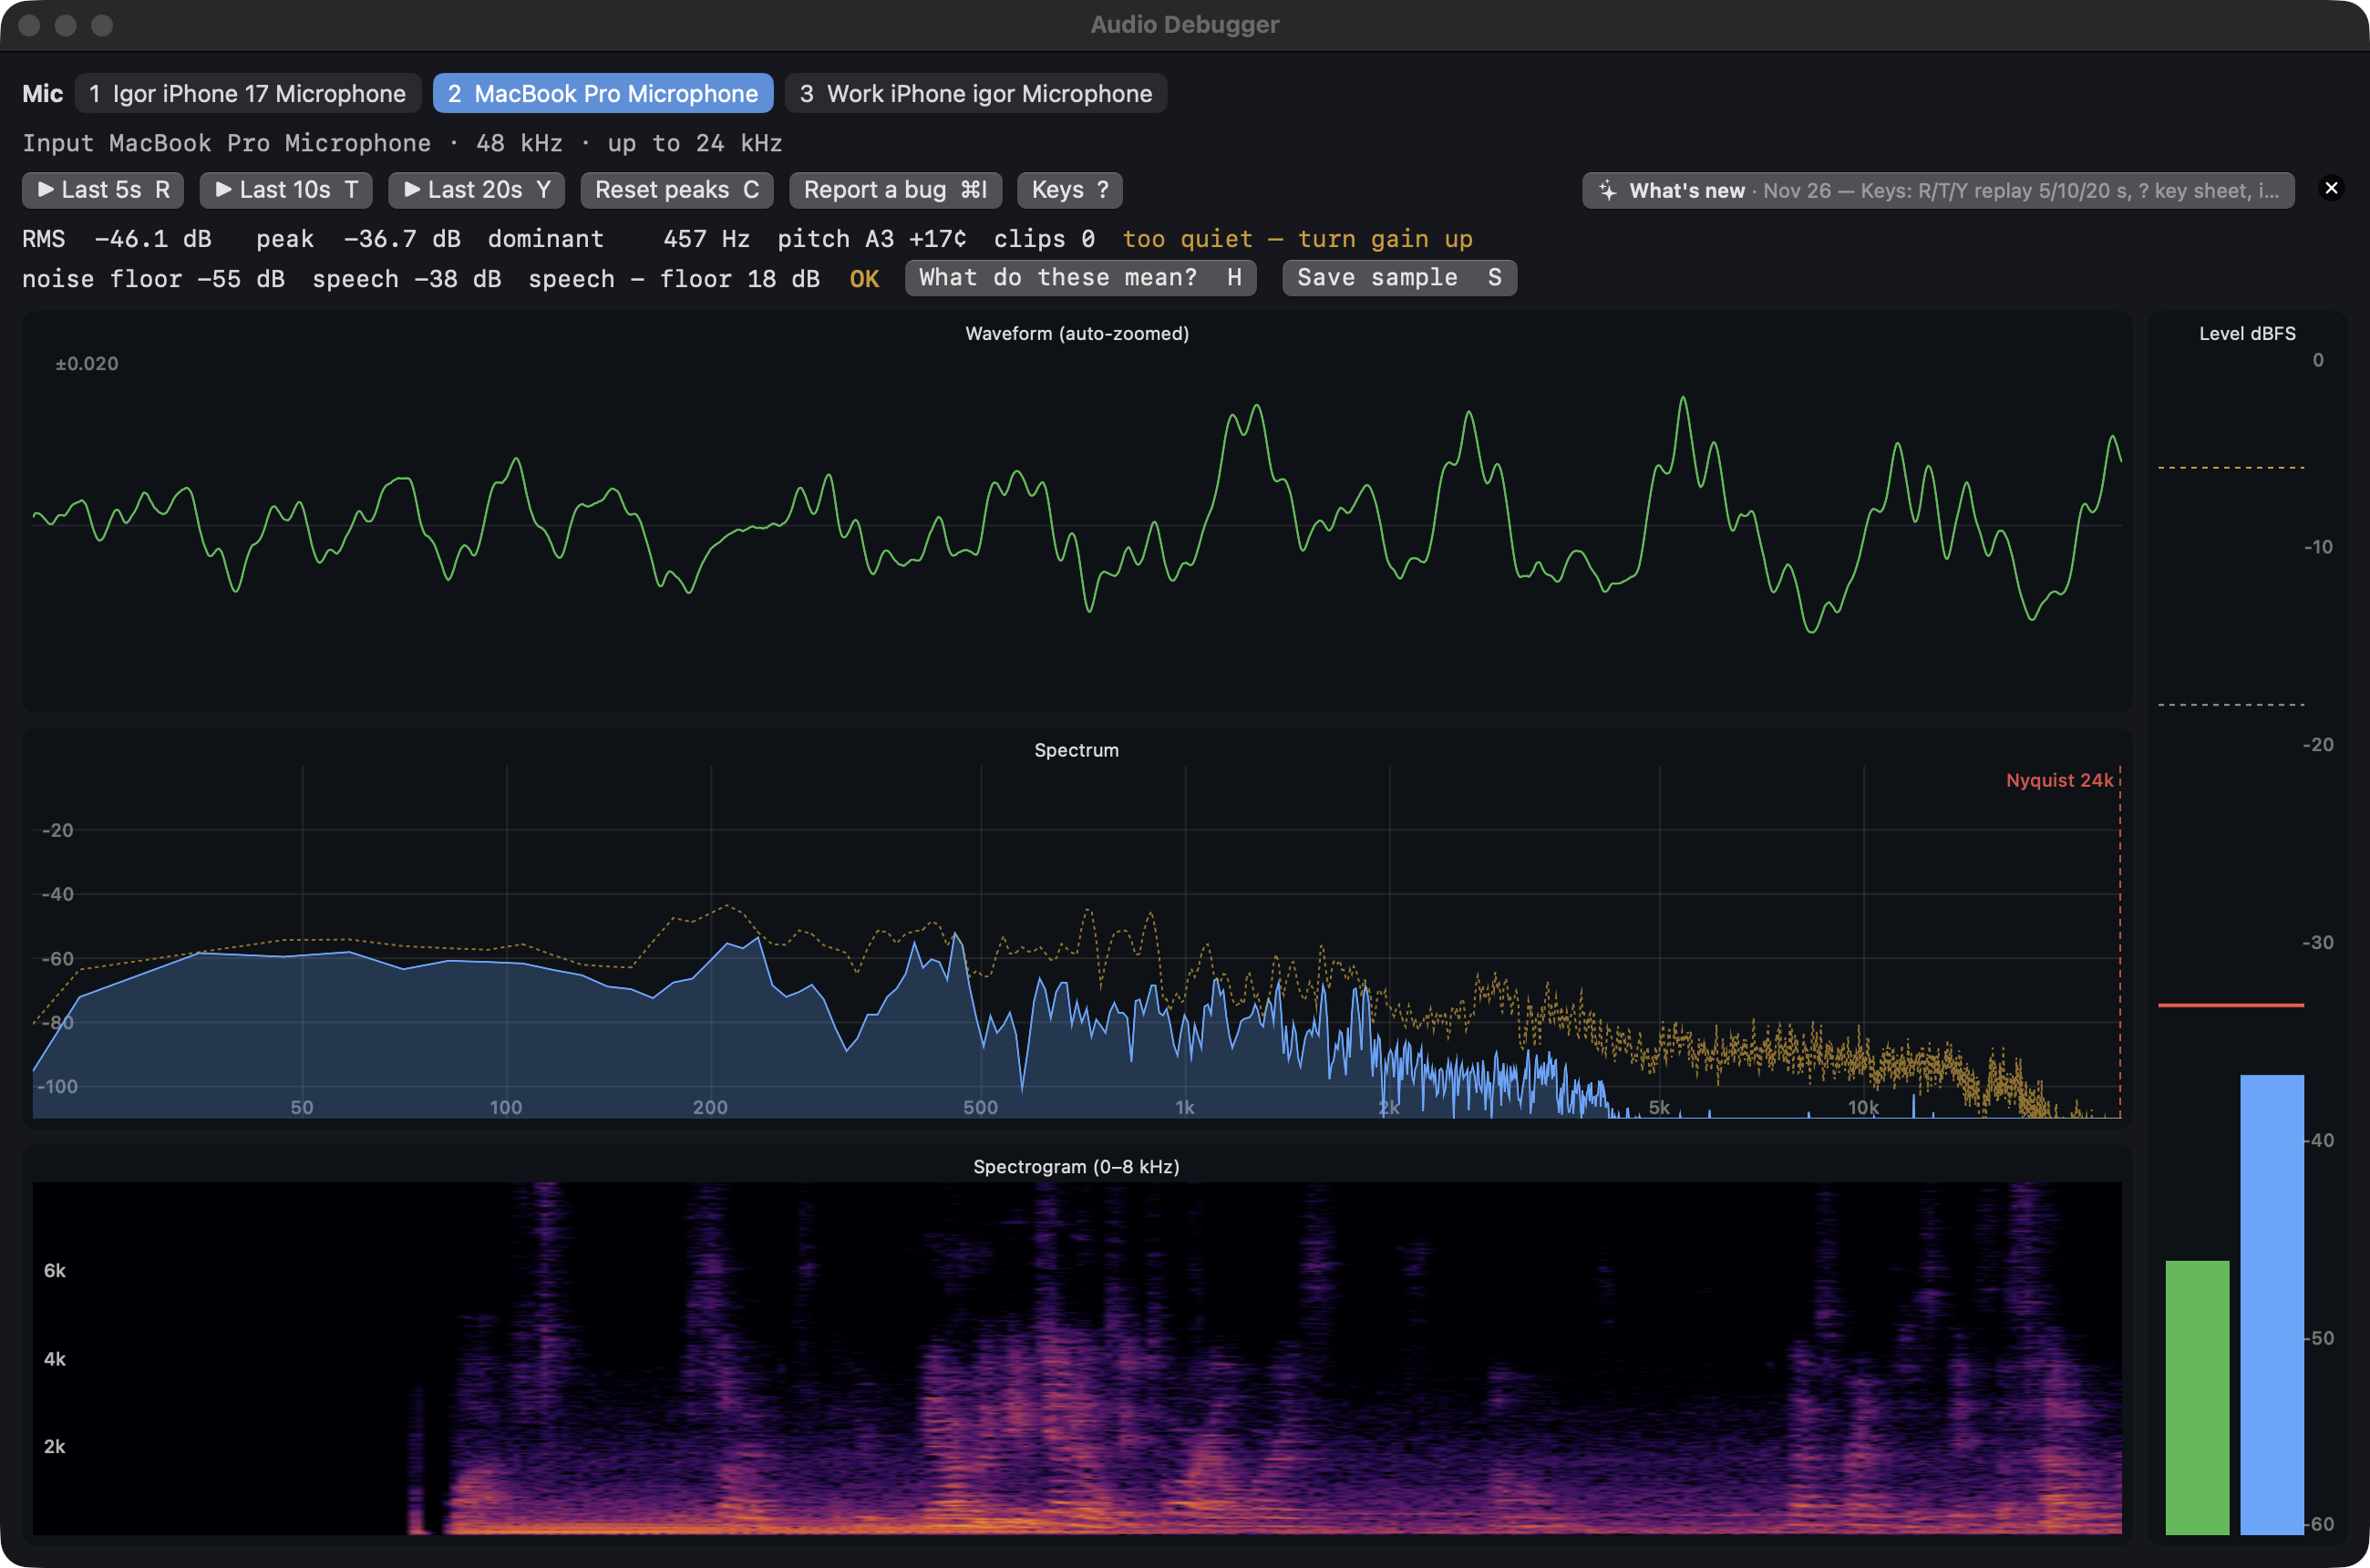 Audio Debugger
Mic 1 Igor iPhone 17 Microphone 2 MacBook Pro Microphone 3 Work iPhone igor Microphone
Input MacBook Pro Microphone · 48 kHz · up to 24 kHz
▶ Last 5s R ▶ Last 10s T ▶ Last 20s Y Reset peaks C Report a bug ⌘I Keys ? What's new · Nov 26 — Keys: R/T/Y replay 5/10/20 s, ? key sheet, i...
RMS −46.1 dB peak −36.7 dB dominant 457 Hz pitch A3 +17¢ clips 0 too quiet — turn gain up
noise floor −55 dB speech −38 dB speech − floor 18 dB OK What do these mean? H Save sample S
Waveform (auto-zoomed)
±0.020
Spectrum
Nyquist 24k
-20
-40
-60
-80
-100
50 100 200 500 1k 2k 5k 10k
Spectrogram (0–8 kHz)
6k
4k
2k
Level dBFS
0
-10
-20
-30
-40
-50
-60